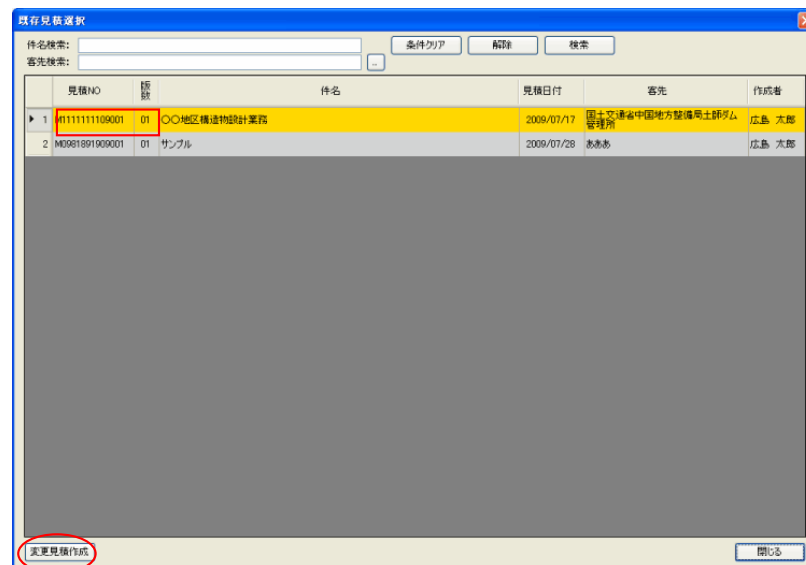 既存見積選択
件名検索:
条件クリア 解除 検索
客先検索: ..
見積NO 版数 件名 見積日付 客先 作成者
1 M1111111109001 01 〇〇地区構造物設計業務 2009/07/17 国土交通省中国地方整備局土師ダム管理所 広島 太郎
2 M0981891909001 01 サンプル 2009/07/28 あああ 広島 太郎
変更見積作成 閉じる